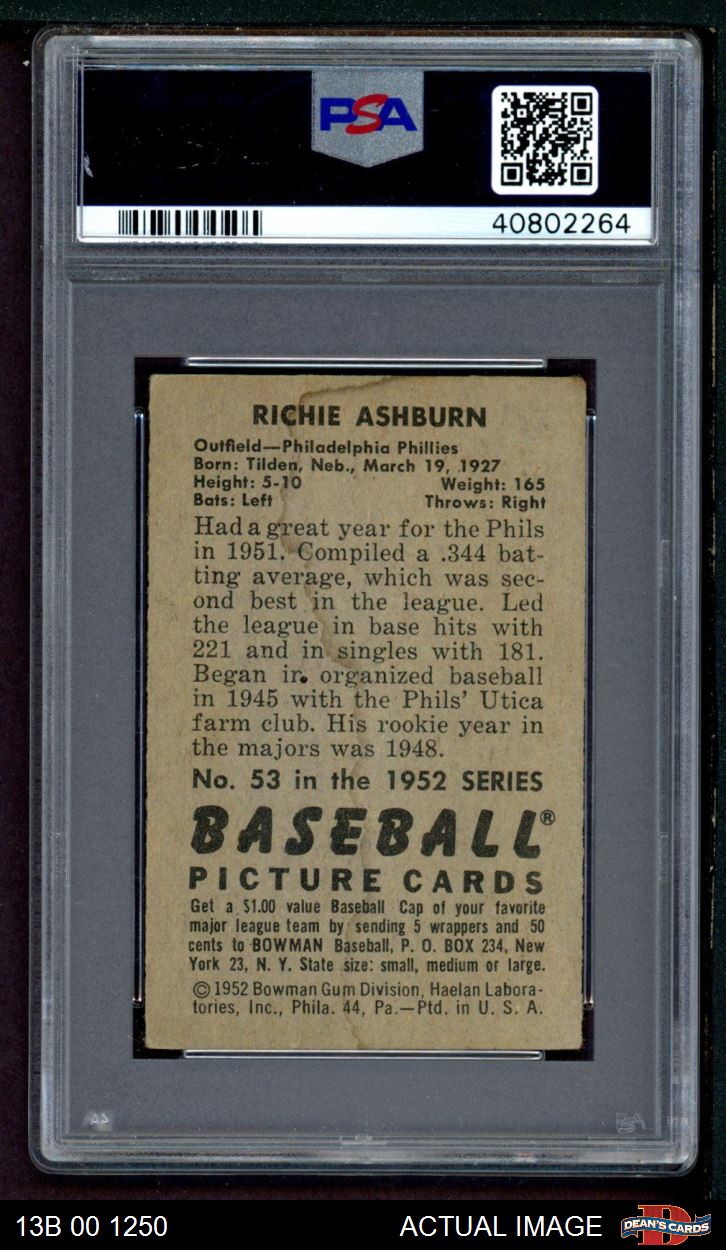 PSA
40802264
RICHIE ASHBURN
Outfield—Philadelphia Phillies
Born: Tilden, Neb., March 19, 1927
Height: 5-10 Weight: 165
Bats: Left Throws: Right
Had a great year for the Phils
in 1951. Compiled a .344 bat-
ting average, which was sec-
ond best in the league. Led
the league in base hits with
221 and in singles with 181.
Began in organized baseball
in 1945 with the Phils' Utica
farm club. His rookie year in
the majors was 1948.
No. 53 in the 1952 SERIES
BASEBALL®
PICTURE CARDS
Get a $1.00 value Baseball Cap of your favorite
major league team by sending 5 wrappers and 50
cents to BOWMAN Baseball, P. O. BOX 234, New
York 23, N. Y. State size: small, medium or large.
© 1952 Bowman Gum Division, Haelan Labora-
tories, Inc., Phila. 44, Pa.—Ptd. in U. S. A.
PSA
13B 00 1250 ACTUAL IMAGE DEAN'S CARDS